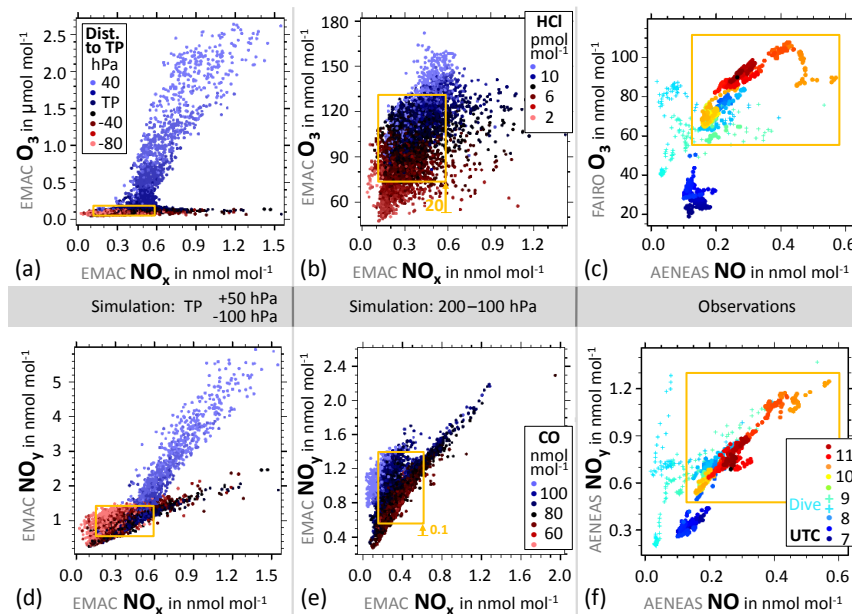 Dist.
to TP
hPa
40
TP
-40
-80
EMAC O3 in μmol mol-1
2.5
2.0
1.5
1.0
0.5
0.0
0.0 0.3 0.6 0.9 1.2 1.5
(a)
EMAC NOx in nmol mol-1
HCl
pmol
mol-1
10
6
2
EMAC O3 in nmol mol-1
180
150
120
90
60
20
0.0 0.3 0.6 0.9 1.2
(b)
EMAC NOx in nmol mol-1
FAIRO O3 in nmol mol-1
120
100
80
60
40
20
0.0 0.2 0.4 0.6
(c)
AENEAS NO in nmol mol-1
Simulation: TP +50 hPa
-100 hPa
Simulation: 200–100 hPa
Observations
EMAC NOy in nmol mol-1
5
4
3
2
1
0.0 0.3 0.6 0.9 1.2 1.5
(d)
EMAC NOx in nmol mol-1
EMAC NOy in nmol mol-1
2.4
2.0
1.6
1.2
0.8
0.4
0.1
CO
nmol
mol-1
100
80
60
0.0 0.4 0.8 1.2 1.6 2.0
(e)
EMAC NOx in nmol mol-1
AENEAS NOy in nmol mol-1
1.2
0.9
0.6
0.3
11
10
Dive 9
8
UTC 7
0.0 0.2 0.4 0.6
(f)
AENEAS NO in nmol mol-1